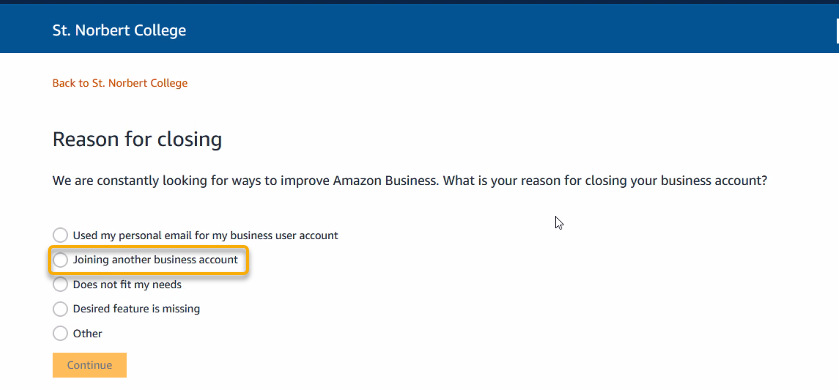 St. Norbert College
Back to St. Norbert College
Reason for closing
We are constantly looking for ways to improve Amazon Business. What is your reason for closing your business account?
Used my personal email for my business user account
Joining another business account
Does not fit my needs
Desired feature is missing
Other
Continue